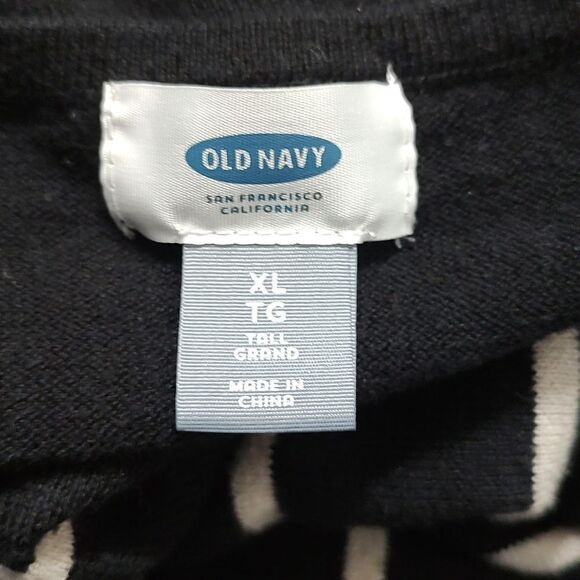 OLD NAVY
SAN FRANCISCO
CALIFORNIA
XL
TG
TALL
GRAND
MADE IN
CHINA